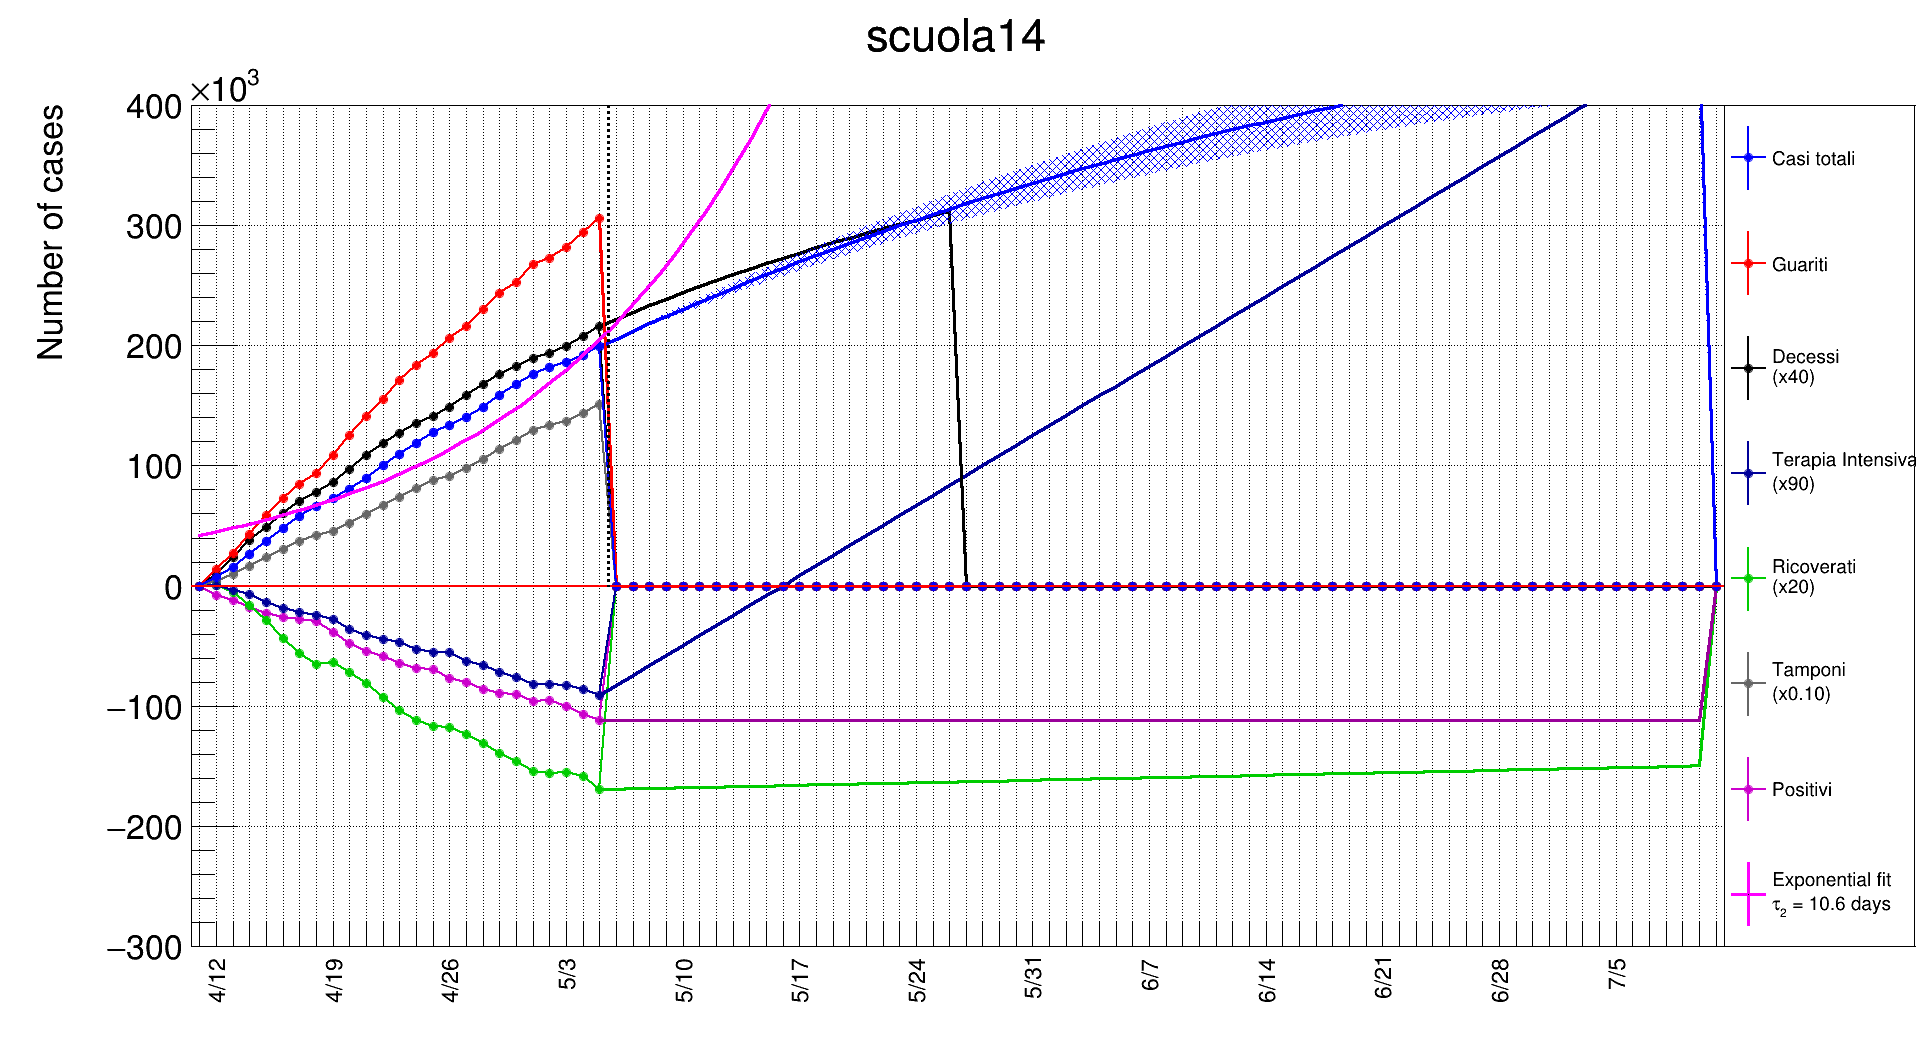 scuola14
×10³
Number of cases
400
300
200
100
0
−100
−200
−300
4/12
4/19
4/26
5/3
5/10
5/17
5/24
5/31
6/7
6/14
6/21
6/28
7/5
Casi totali
Guariti
Decessi
(x40)
Terapia Intensiva
(x90)
Ricoverati
(x20)
Tamponi
(x0.10)
Positivi
Exponential fit
τ₂ = 10.6 days